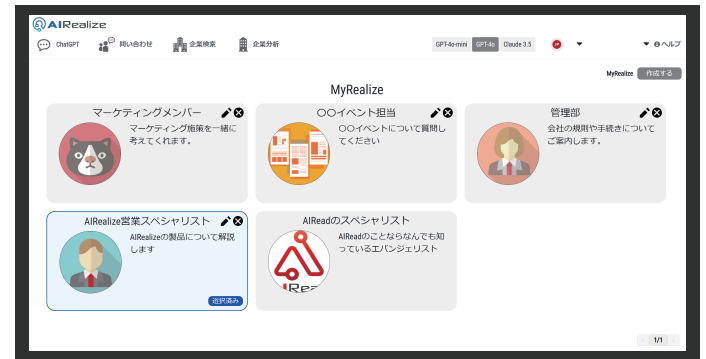 AIRealize
ChatGPT
問い合わせ
企業検索
企業分析
GPT-4o-mini
GPT-4o
Claude 3.5
ヘルプ
MyRealize
作成する
MyRealize
マーケティングメンバー
マーケティング施策を一緒に
考えてくれます。
〇〇イベント担当
〇〇イベントについて質問し
てください
管理部
会社の規則や手続きについて
ご案内します。
AIRealize営業スペシャリスト
AIRealizeの製品について解説
します
選択済み
AIReadのスペシャリスト
AIReadのことならなんでも知
っているエバンジェリスト
1/1